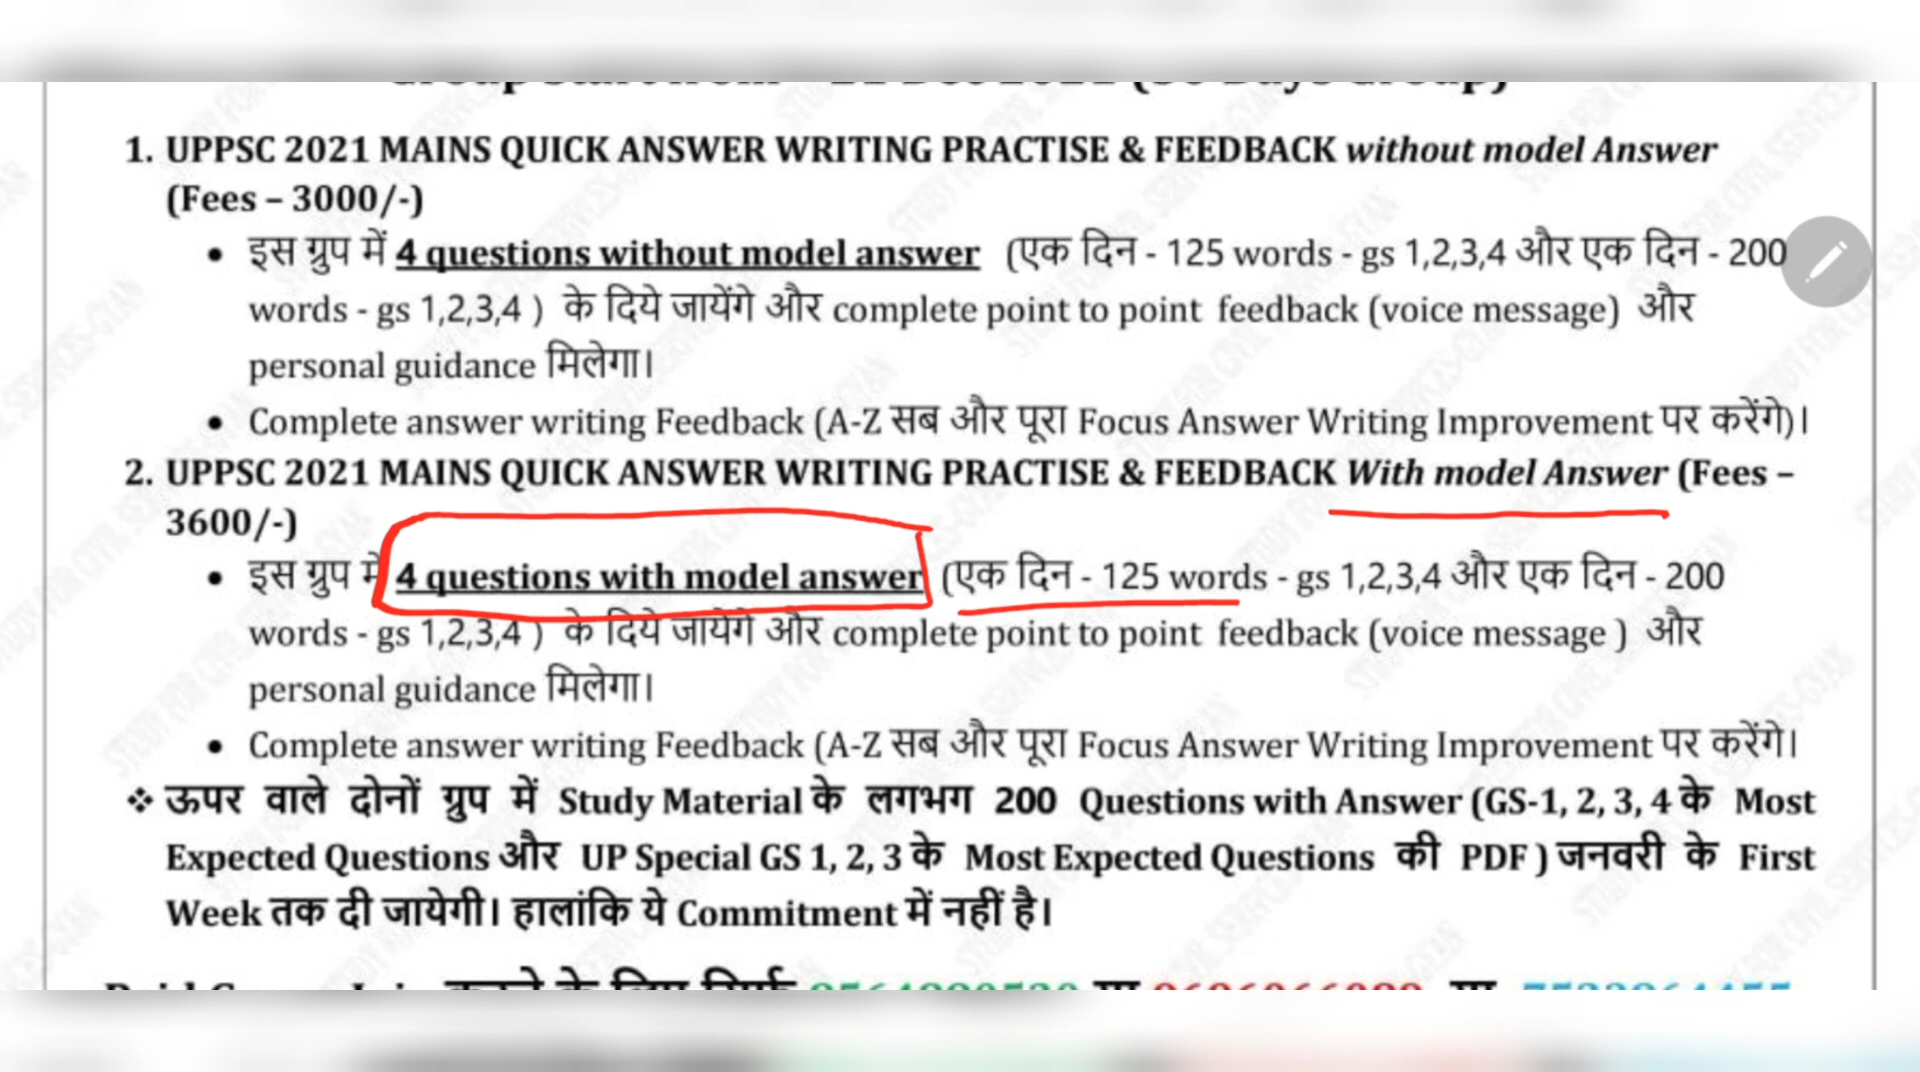 1. UPPSC 2021 MAINS QUICK ANSWER WRITING PRACTISE & FEEDBACK without model Answer
(Fees – 3000/-)
• इस ग्रुप में 4 questions without model answer (एक दिन - 125 words - gs 1,2,3,4 और एक दिन - 200
words - gs 1,2,3,4 ) के दिये जायेंगे और complete point to point feedback (voice message) और
personal guidance मिलेगा।
• Complete answer writing Feedback (A-Z सब और पूरा Focus Answer Writing Improvement पर करेंगे)।
2. UPPSC 2021 MAINS QUICK ANSWER WRITING PRACTISE & FEEDBACK With model Answer (Fees –
3600/-)
• इस ग्रुप में 4 questions with model answer (एक दिन - 125 words - gs 1,2,3,4 और एक दिन - 200
words - gs 1,2,3,4 ) के दिये जायेंगे और complete point to point feedback (voice message ) और
personal guidance मिलेगा।
• Complete answer writing Feedback (A-Z सब और पूरा Focus Answer Writing Improvement पर करेंगे।
❖ ऊपर वाले दोनों ग्रुप में Study Material के लगभग 200 Questions with Answer (GS-1, 2, 3, 4 के Most
Expected Questions और UP Special GS 1, 2, 3 के Most Expected Questions की PDF ) जनवरी के First
Week तक दी जायेगी। हालांकि ये Commitment में नहीं है।